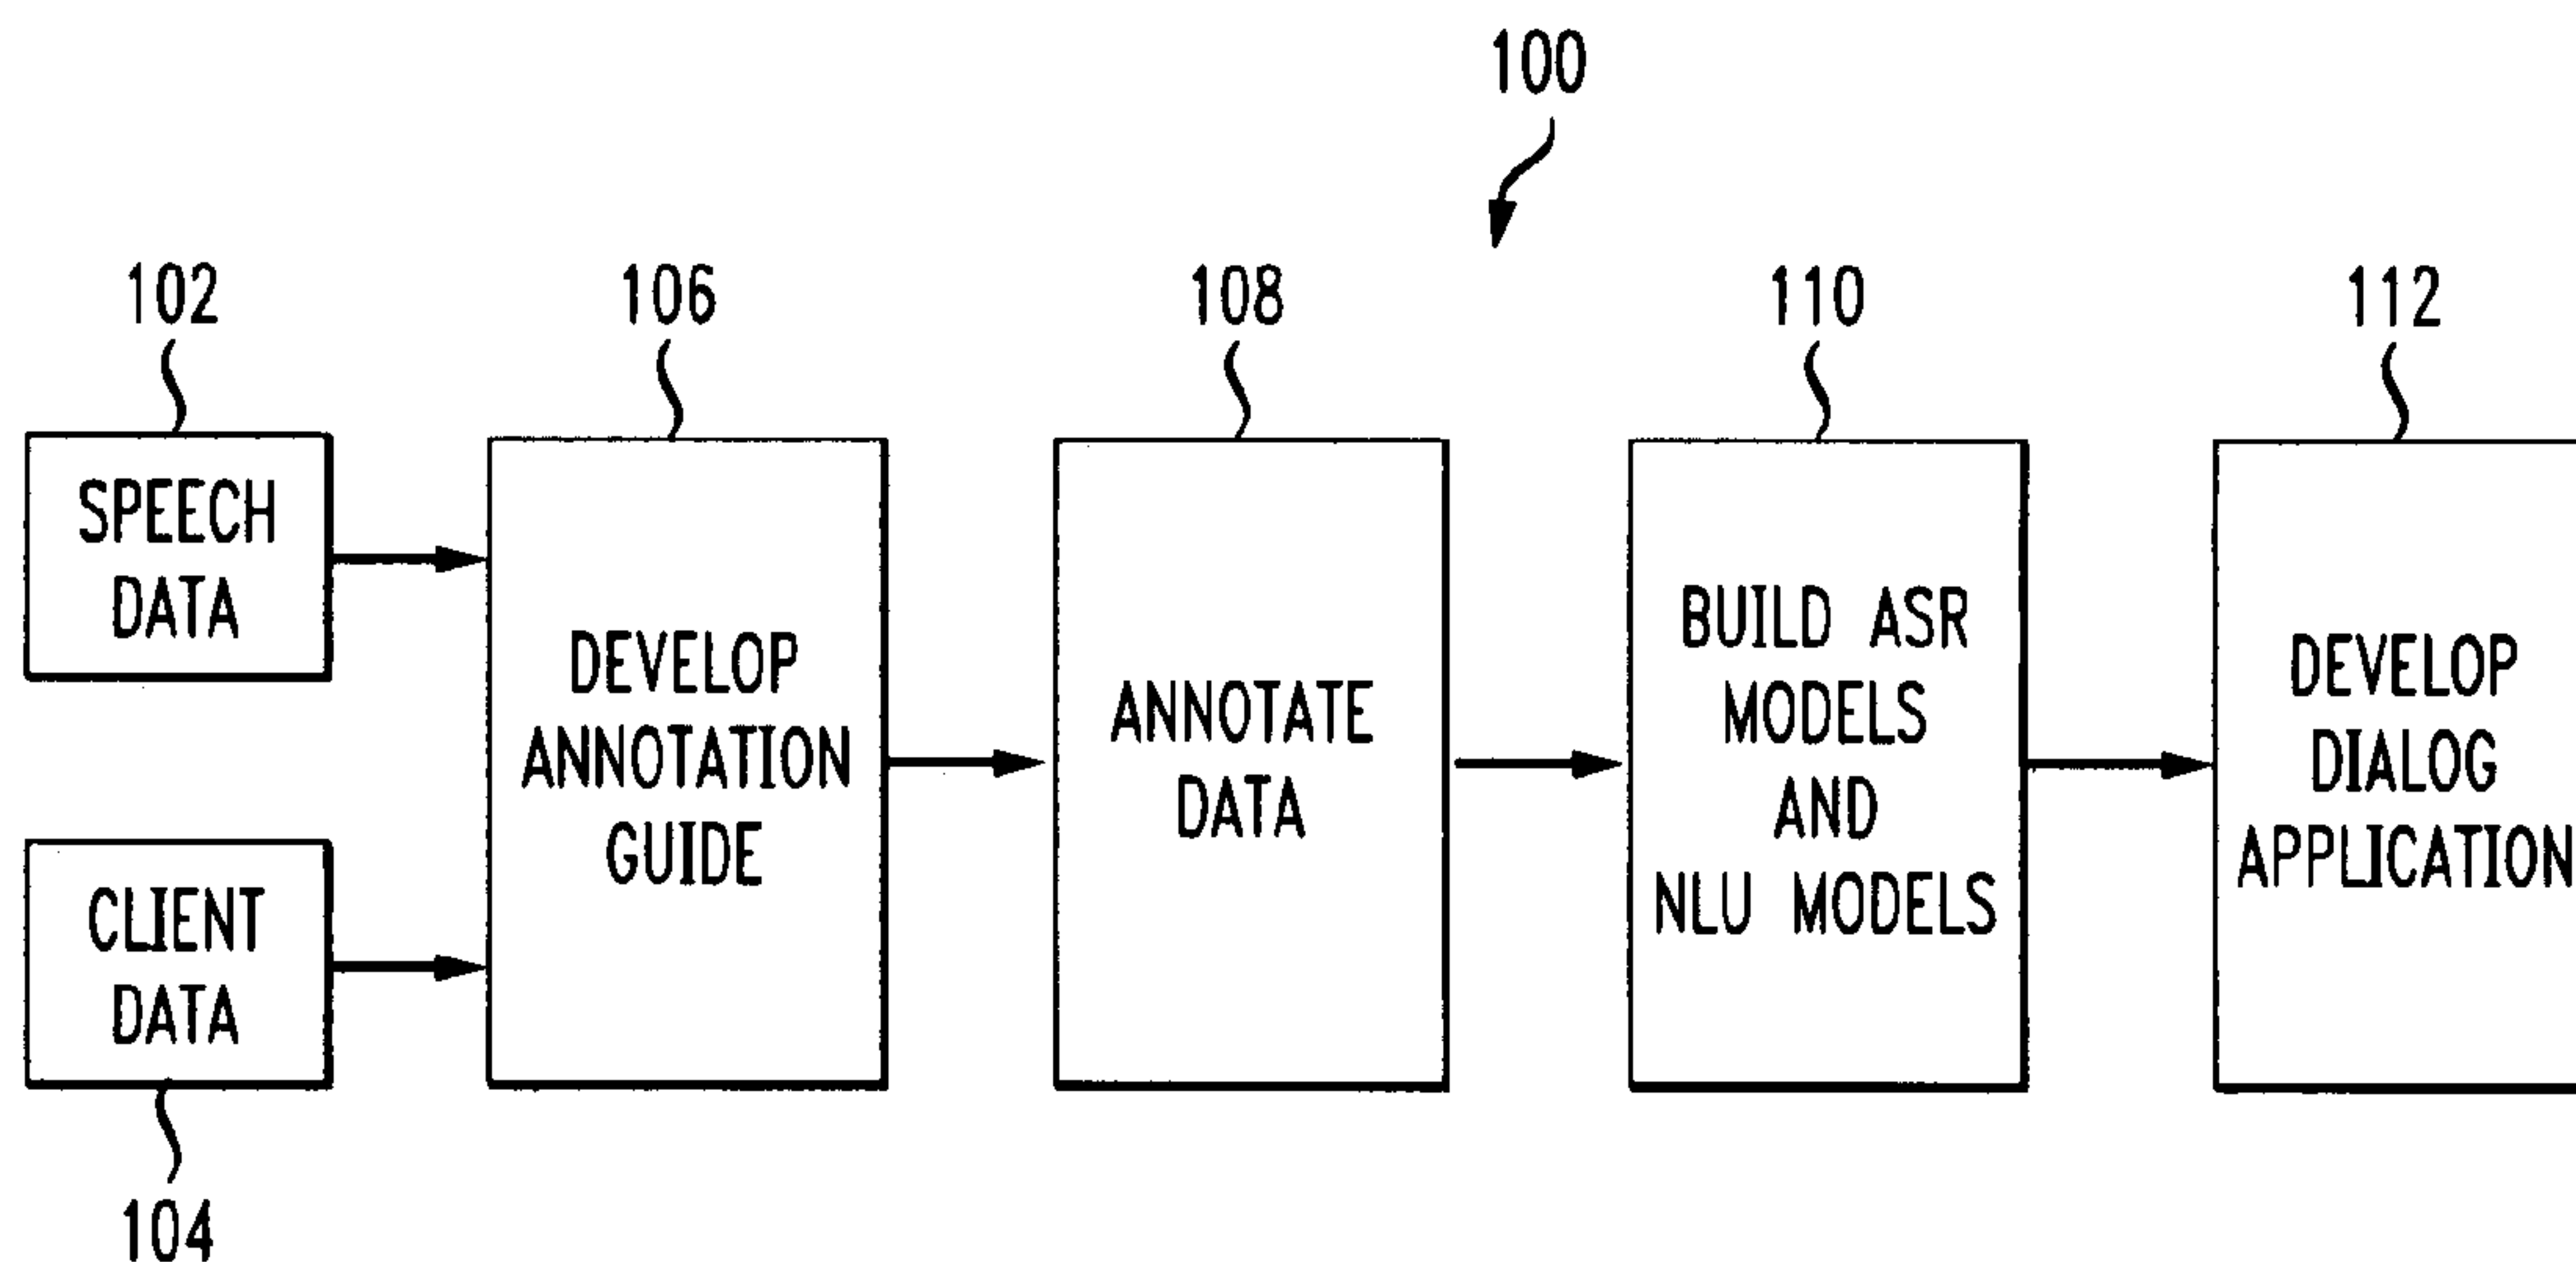 100
102
106
108
110
112
SPEECH
DATA
CLIENT
DATA
104
DEVELOP
ANNOTATION
GUIDE
ANNOTATE
DATA
BUILD ASR
MODELS
AND
NLU MODELS
DEVELOP
DIALOG
APPLICATION